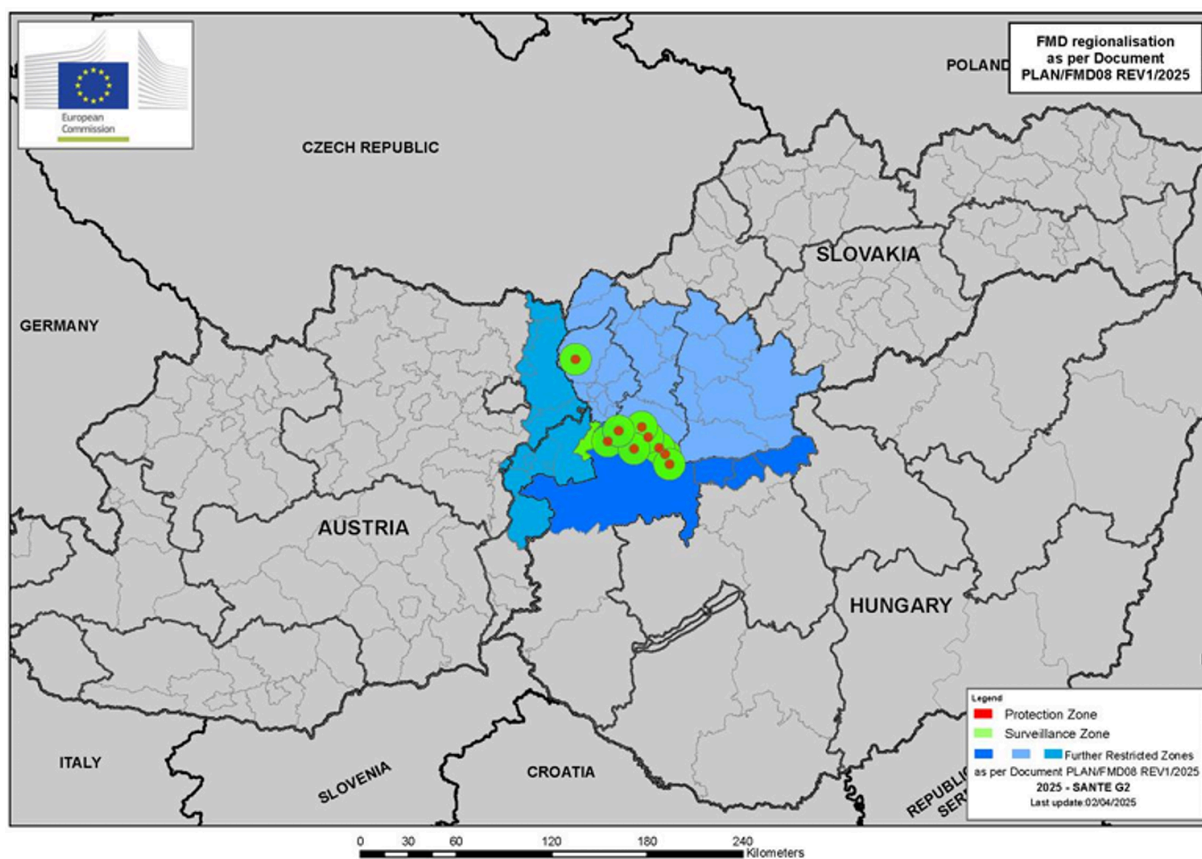 European
Commission
FMD regionalisation
as per Document
PLAN/FMD08 REV1/2025
POLAND
CZECH REPUBLIC
SLOVAKIA
GERMANY
AUSTRIA
HUNGARY
ITALY
SLOVENIA
CROATIA
Legend
Protection Zone
Surveillance Zone
Further Restricted Zones
as per Document PLAN/FMD08 REV1/2025
2025 - SANTE G2
Last update:02/04/2025
0 30 60 120 180 240
Kilometers